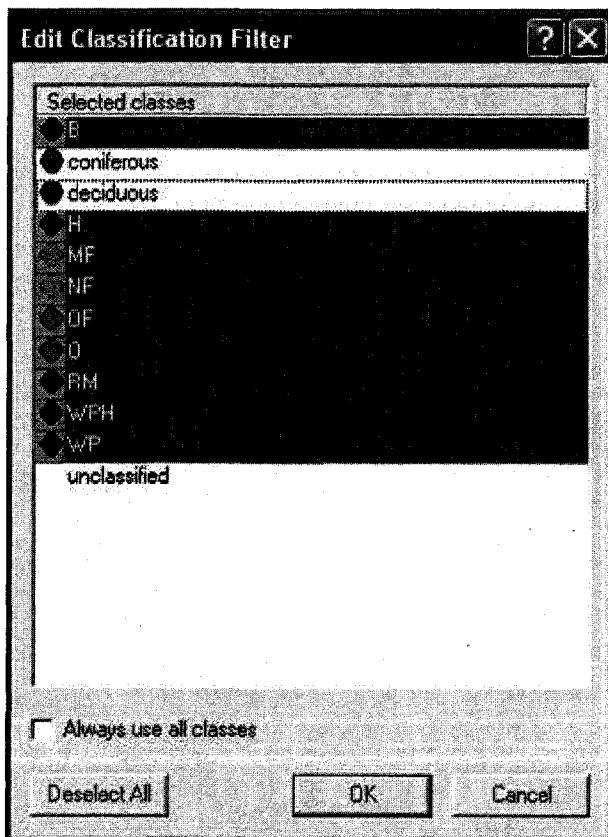 Edit Classification Filter
Selected classes
B
coniferous
deciduous
H
MF
NF
OF
O
RM
WPH
WP
unclassified
Always use all classes
Deselect All
OK
Cancel